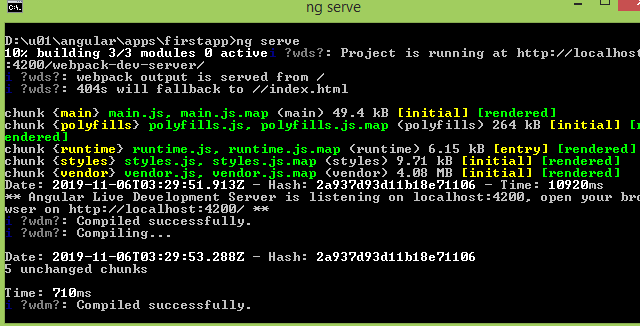 ng serve
D:\u01\angular\apps\firstapp>ng serve
10% building 3/3 modules 0 activei ?wds?: Project is running at http://localhost
:4200/webpack-dev-server/
i ?wds?: webpack output is served from /
i ?wds?: 404s will fallback to //index.html
chunk {main} main.js, main.js.map (main) 49.4 kB [initial] [rendered]
chunk {polyfills} polyfills.js, polyfills.js.map (polyfills) 264 kB [initial] [r
endered]
chunk {runtime} runtime.js, runtime.js.map (runtime) 6.15 kB [entry] [rendered]
chunk {styles} styles.js, styles.js.map (styles) 9.71 kB [initial] [rendered]
chunk {vendor} vendor.js, vendor.js.map (vendor) 4.08 MB [initial] [rendered]
Date: 2019-11-06T03:29:51.913Z - Hash: 2a937d93d11b18e71106 - Time: 10920ms
** Angular Live Development Server is listening on localhost:4200, open your bro
wser on http://localhost:4200/ **
i ?wdm?: Compiled successfully.
i ?wdm?: Compiling...
Date: 2019-11-06T03:29:53.288Z - Hash: 2a937d93d11b18e71106
5 unchanged chunks
Time: 710ms
i ?wdm?: Compiled successfully.